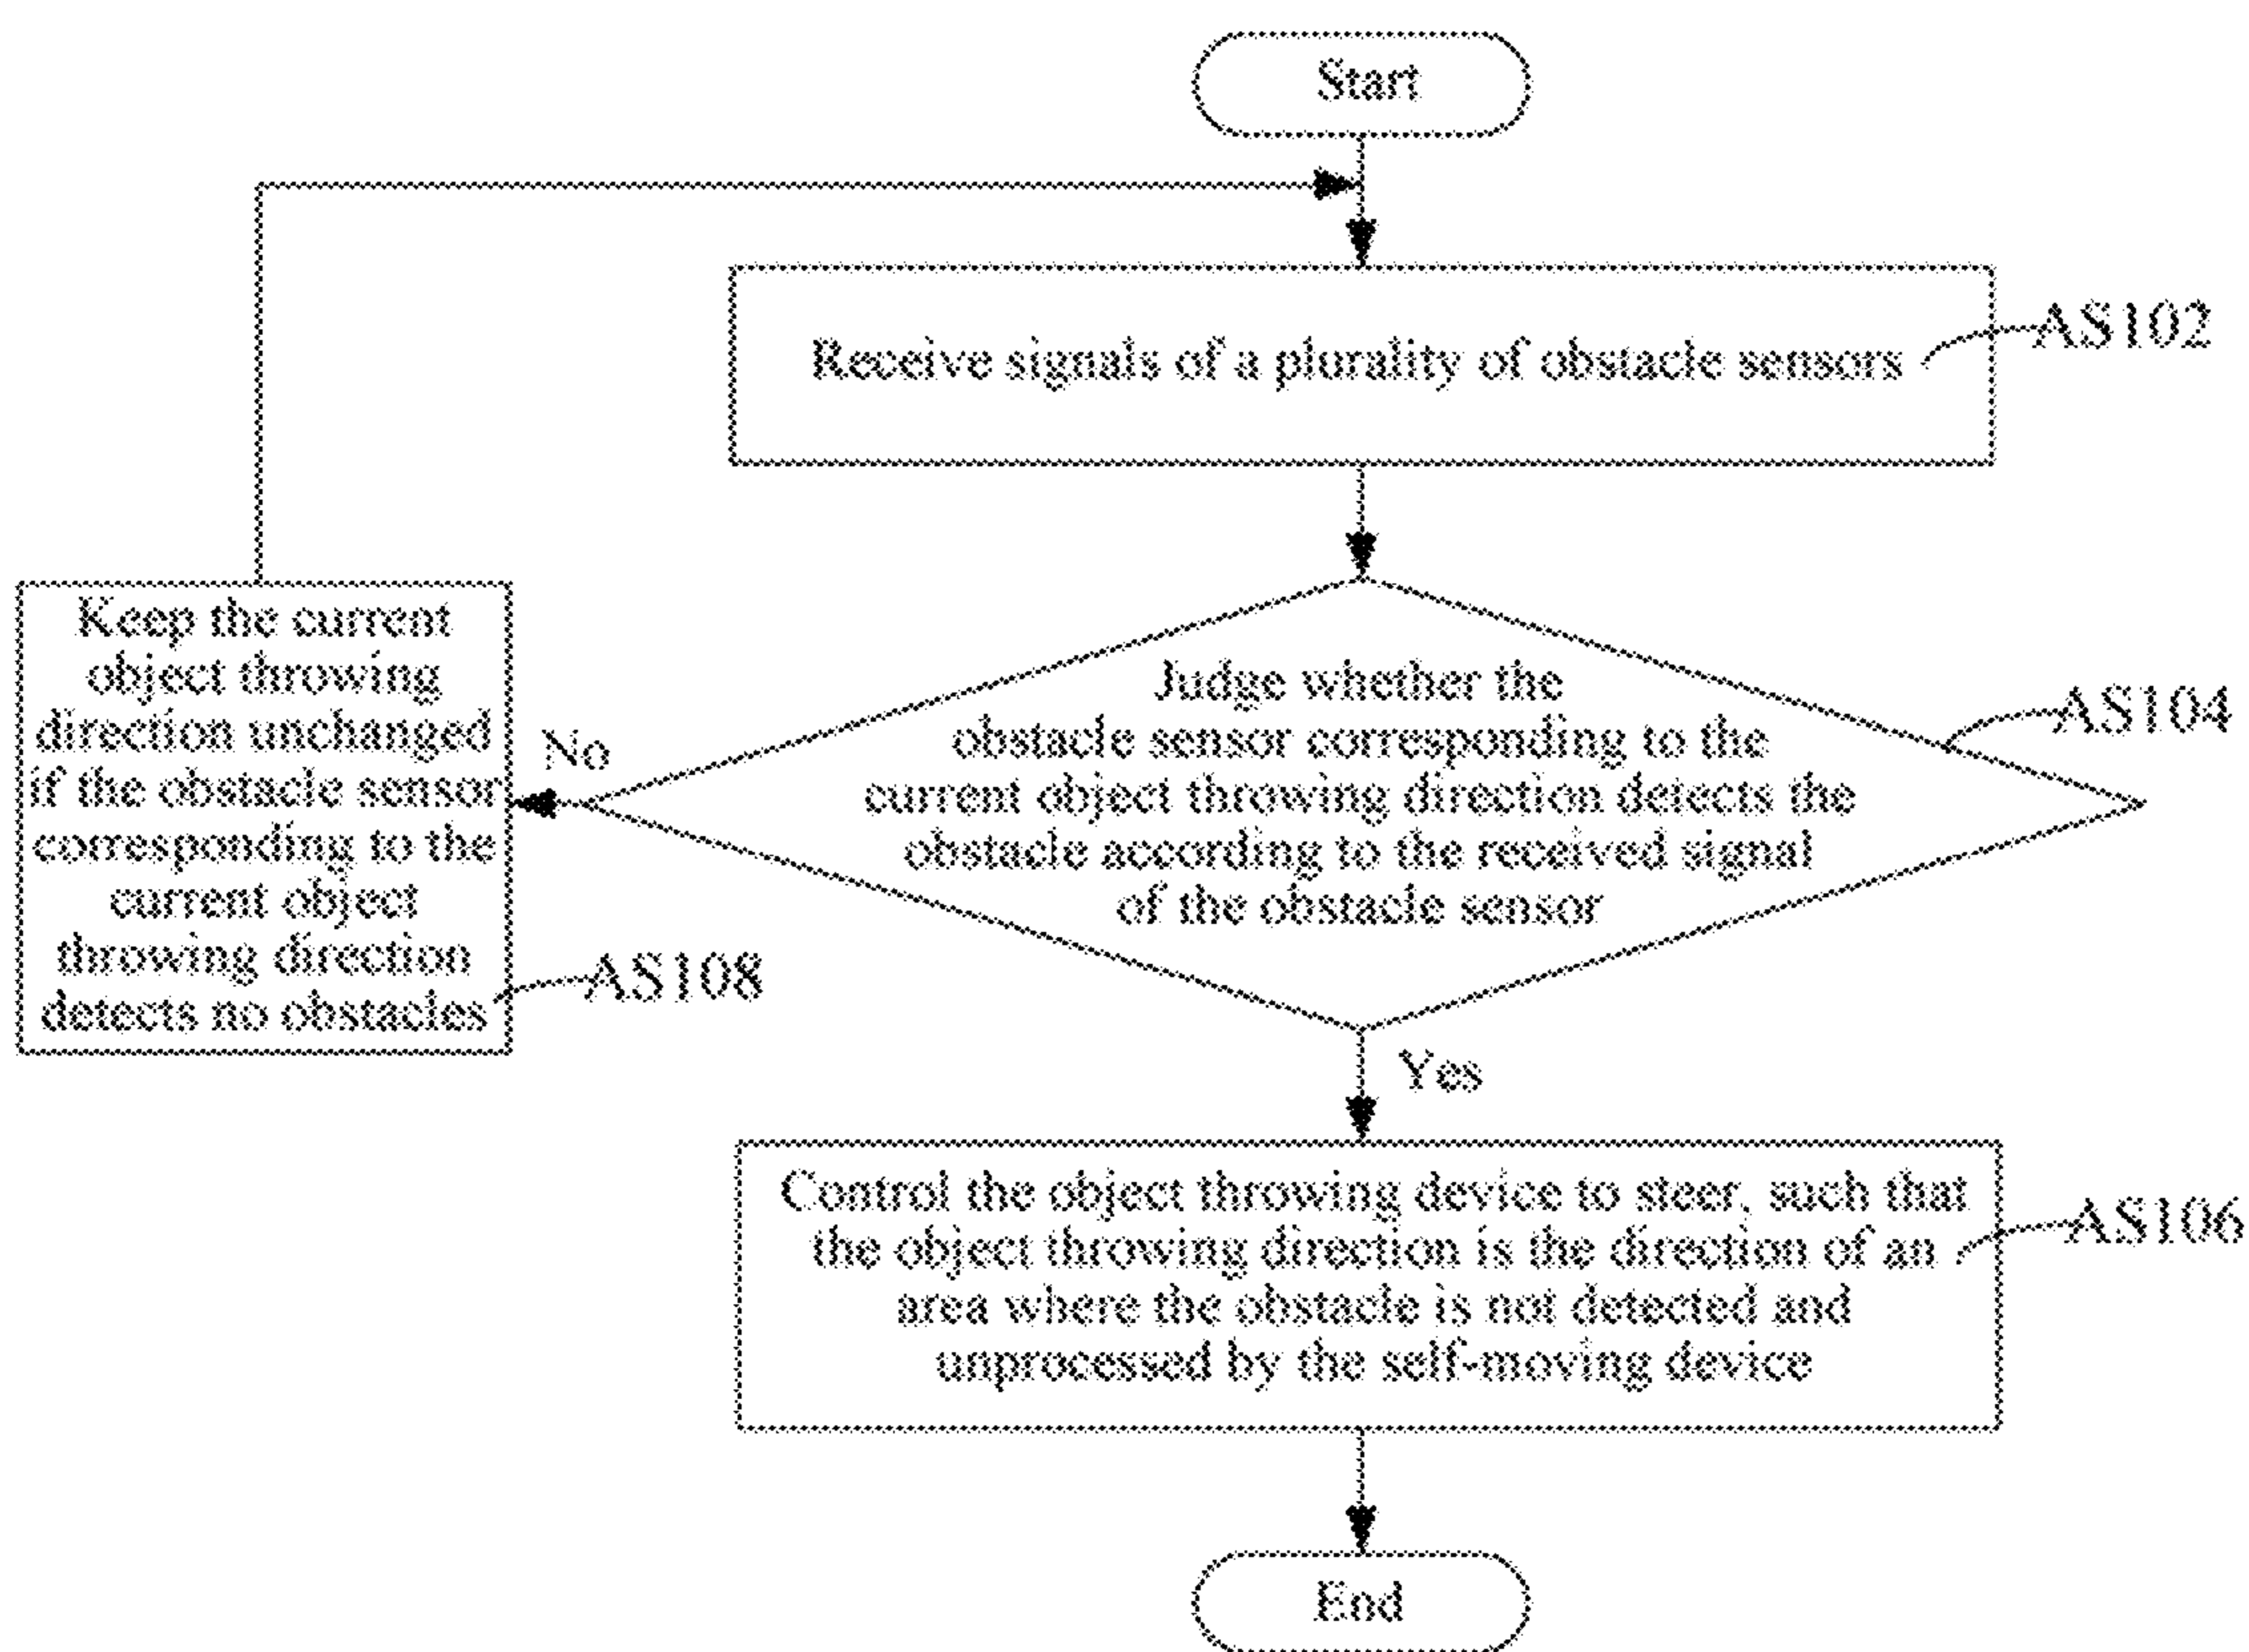 Start
Receive signals of a plurality of obstacle sensors
AS102
Judge whether the
obstacle sensor corresponding to the
current object throwing direction detects the
obstacle according to the received signal
of the obstacle sensor
AS104
No
Keep the current
object throwing
direction unchanged
if the obstacle sensor
corresponding to the
current object
throwing direction
detects no obstacles
AS108
Yes
Control the object throwing device to steer, such that
the object throwing direction is the direction of an
area where the obstacle is not detected and
unprocessed by the self-moving device
AS106
End